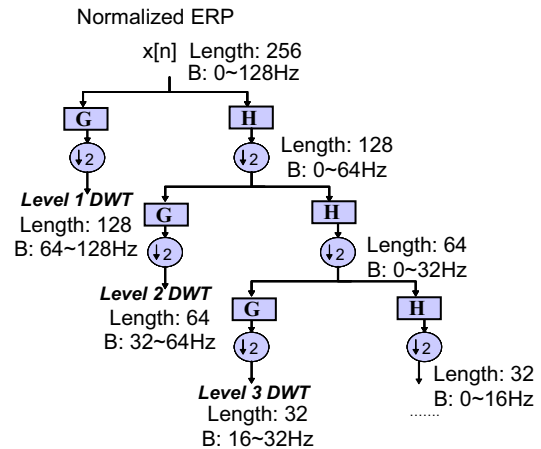 Normalized ERP
x[n] Length: 256
B: 0~128Hz
G
H
↓2
↓2
Length: 128
B: 0~64Hz
Level 1 DWT
Length: 128
B: 64~128Hz
G
H
↓2
↓2
Length: 64
B: 0~32Hz
Level 2 DWT
Length: 64
B: 32~64Hz
G
H
↓2
↓2
Length: 32
B: 0~16Hz
.......
Level 3 DWT
Length: 32
B: 16~32Hz